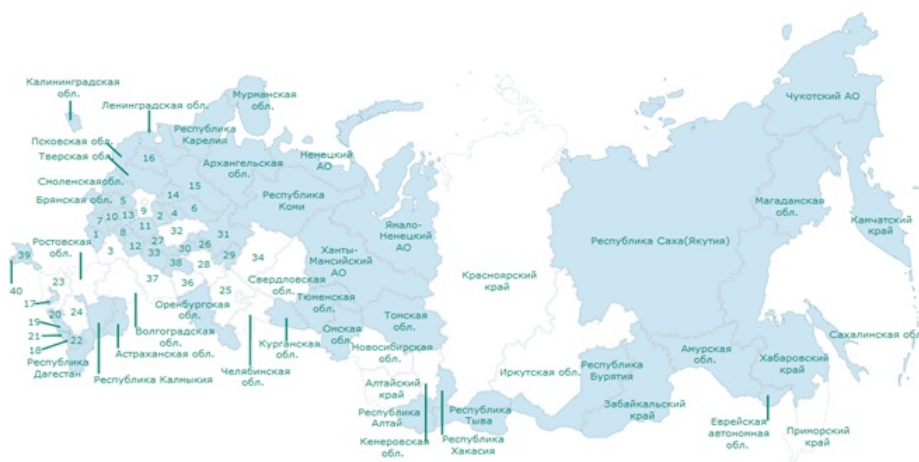 Калининградская
обл.
Ленинградская обл.
Мурманская
обл.
Чукотский АО
Псковская обл.
Тверская обл.
Республика
Карелия
Ненецкий
АО
16
Архангельская
обл.
Смоленскаяобл.
15
14
Брянская обл.
5
9
2
4
6
7
10
13
11
1
8
32
31
Республика
Коми
Ямало-
Ненецкий
АО
Магаданская
обл.
Камчатский
край
Республика Саха(Якутия)
Ростовская
обл.
3
12
27
33
30
26
29
38
28
34
Ханты-
Мансийский
АО
39
40
23
37
36
25
Свердловская
обл.
Красноярский
край
17
20
24
Оренбургская
обл.
Тюменская
обл.
Томская
обл.
19
21
18
22
Волгоградская
обл.
Астраханская обл.
Курганская
обл.
Омская
обл.
Новосибирская
обл.
Сахалинская обл
Республика
Дагестан
Республика Калмыкия
Челябинская
обл.
Алтайский
край
Иркутская обл.
Республика
Бурятия
Амурская
обл.
Хабаровский
край
Республика
Алтай
Республика
Тыва
Забайкальский
край
Кемеровская
обл.
Республика
Хакасия
Еврейская
автономная
обл.
Приморский
край